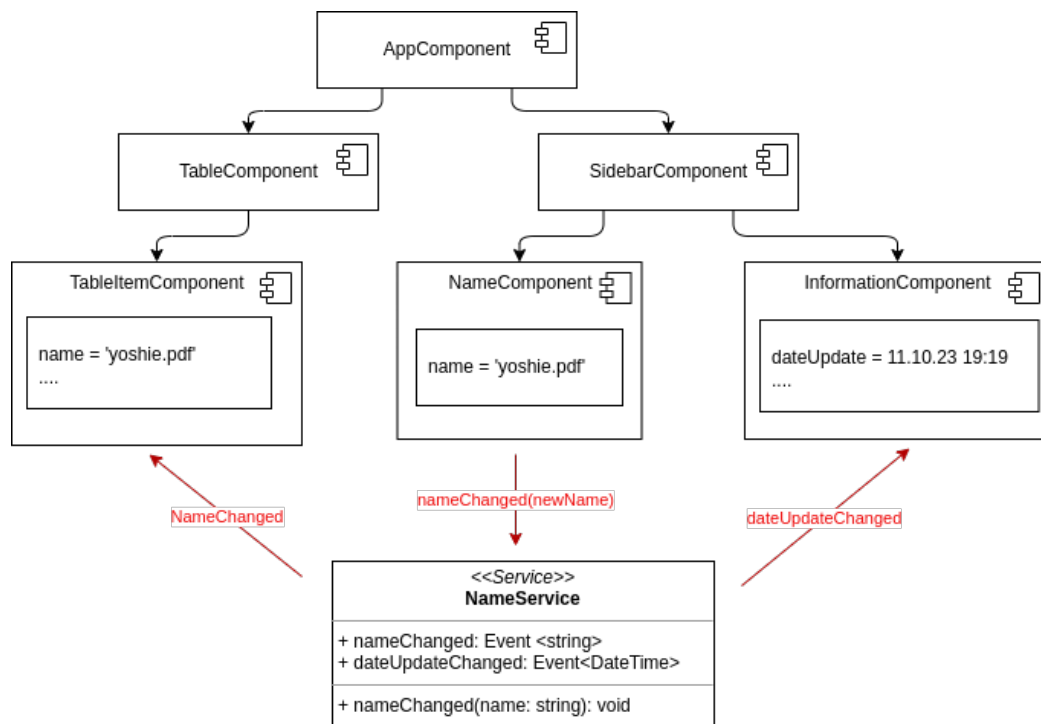 AppComponent
TableComponent
SidebarComponent
TableItemComponent
name = 'yoshie.pdf'
....
NameComponent
name = 'yoshie.pdf'
InformationComponent
dateUpdate = 11.10.23 19:19
....
NameChanged
nameChanged(newName)
dateUpdateChanged
<<Service>>
NameService
+ nameChanged: Event <string>
+ dateUpdateChanged: Event<DateTime>
+ nameChanged(name: string): void